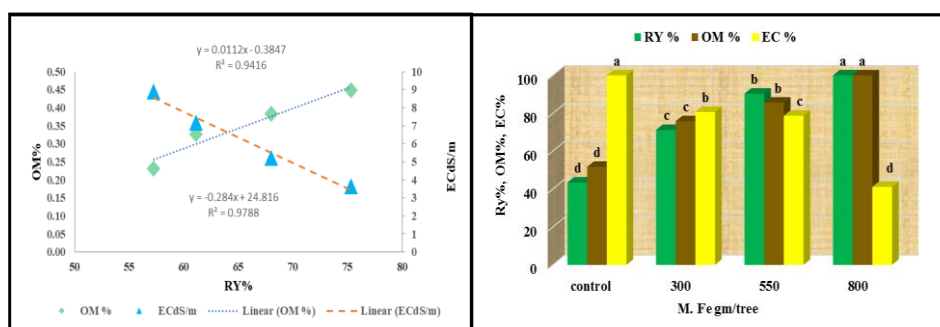 y = 0.0112x - 0.3847
R² = 0.9416
0.50
0.45
0.40
0.35
0.30
0.25
0.20
0.15
0.10
0.05
0.00
OM%
10
9
8
7
6
5
4
3
2
1
0
ECdS/m
y = -0.284x + 24.816
R² = 0.9788
50 55 60 65 70 75 80
RY%
OM% ECdS/m Linear (OM%) Linear (ECdS/m)
RY% OM% EC%
100
80
60
40
20
0
Ry%, OM%, EC%
d d a
c c b
b b c
a a d
control 300 550 800
M. Fe gm/tree